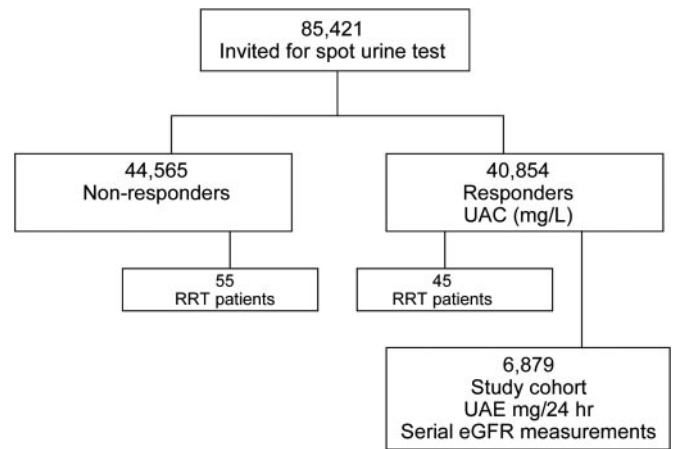 85,421
Invited for spot urine test
44,565
Non-responders
40,854
Responders
UAC (mg/L)
55
RRT patients
45
RRT patients
6,879
Study cohort
UAE mg/24 hr
Serial eGFR measurements